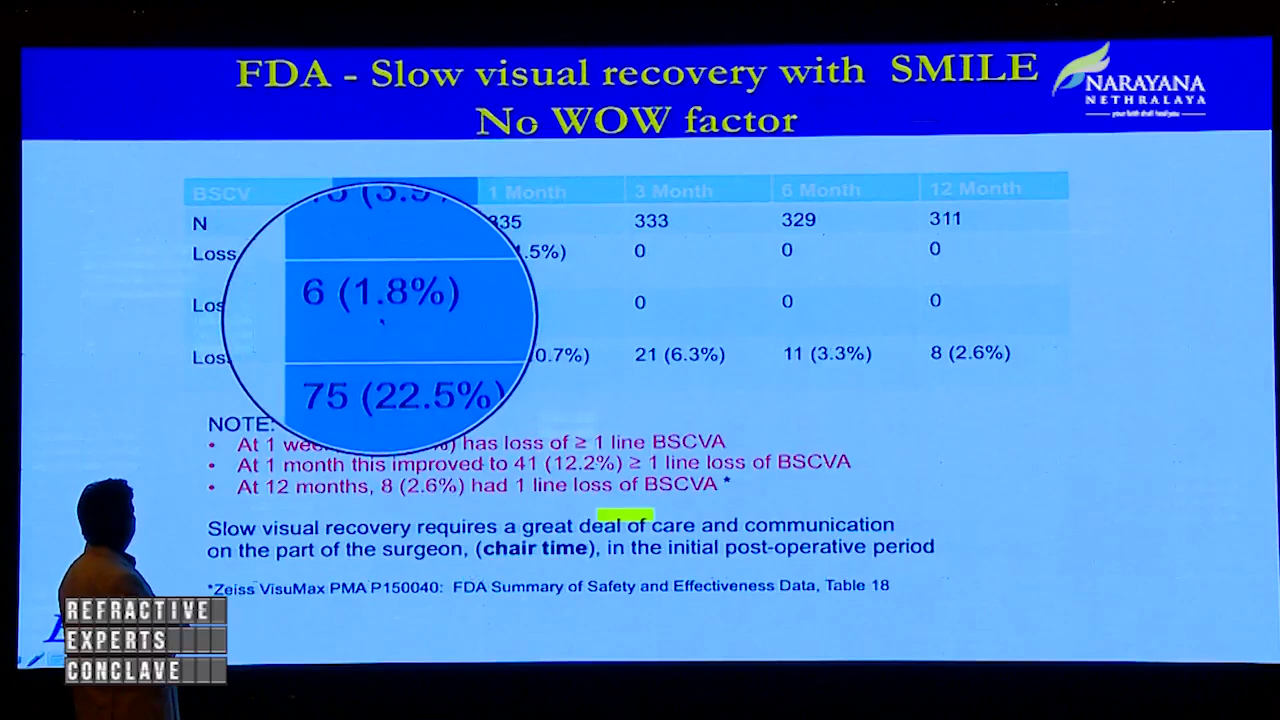 FDA - Slow visual recovery with SMILE
No WOW factor
NARAYANA
NETHRALAYA
your faith shall heal you
BSCV 1 Month 3 Month 6 Month 12 Month
N 335 333 329 311
Loss .5%) 0 0 0
6 (1.8%) 0 0 0
Los 0.7%) 21 (6.3%) 11 (3.3%) 8 (2.6%)
75 (22.5%)
NOTE:
• At 1 has loss of ≥ 1 line BSCVA
• At 1 month this improved to 41 (12.2%) ≥ 1 line loss of BSCVA
• At 12 months, 8 (2.6%) had 1 line loss of BSCVA *
Slow visual recovery requires a great deal of care and communication
on the part of the surgeon, (chair time), in the initial post-operative period
*Zeiss VisuMax PMA P150040: FDA Summary of Safety and Effectiveness Data, Table 18
REFRACTIVE
EXPERTS
CONCLAVE